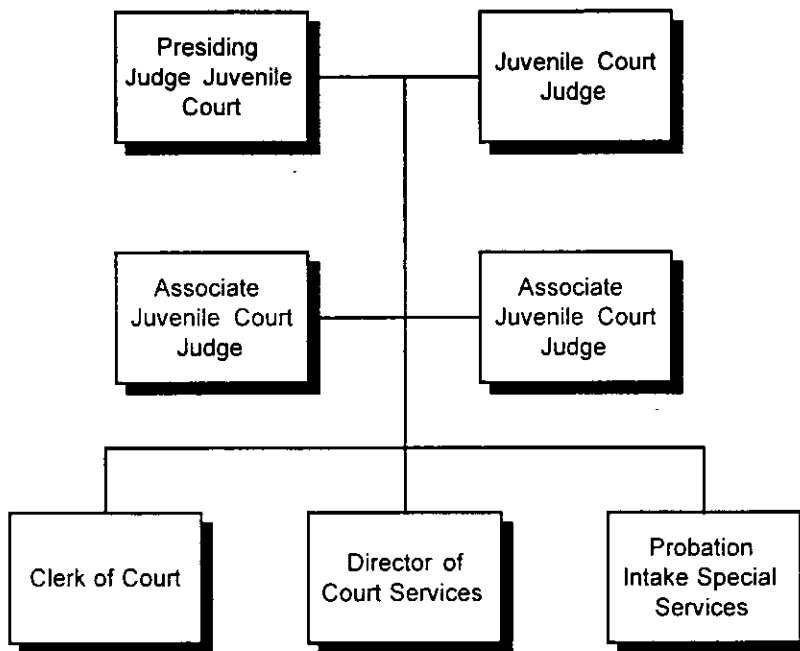 Presiding
Judge Juvenile
Court
Juvenile Court
Judge
Associate
Juvenile Court
Judge
Associate
Juvenile Court
Judge
Clerk of Court
Director of
Court Services
Probation
Intake Special
Services